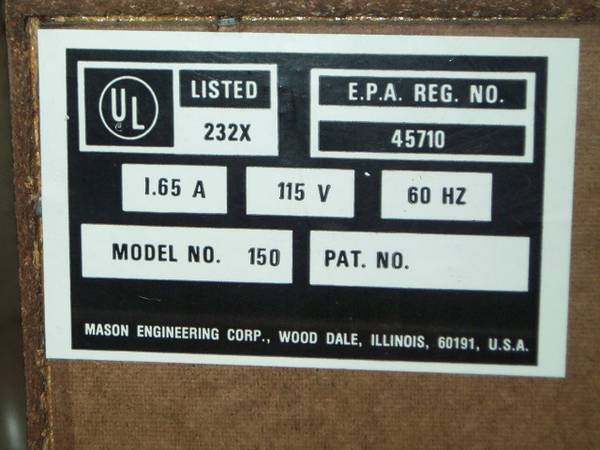 UL
LISTED
232X
E.P.A. REG. NO.
45710
1.65 A
115 V
60 HZ
MODEL NO. 150
PAT. NO.
MASON ENGINEERING CORP., WOOD DALE, ILLINOIS, 60191, U.S.A.